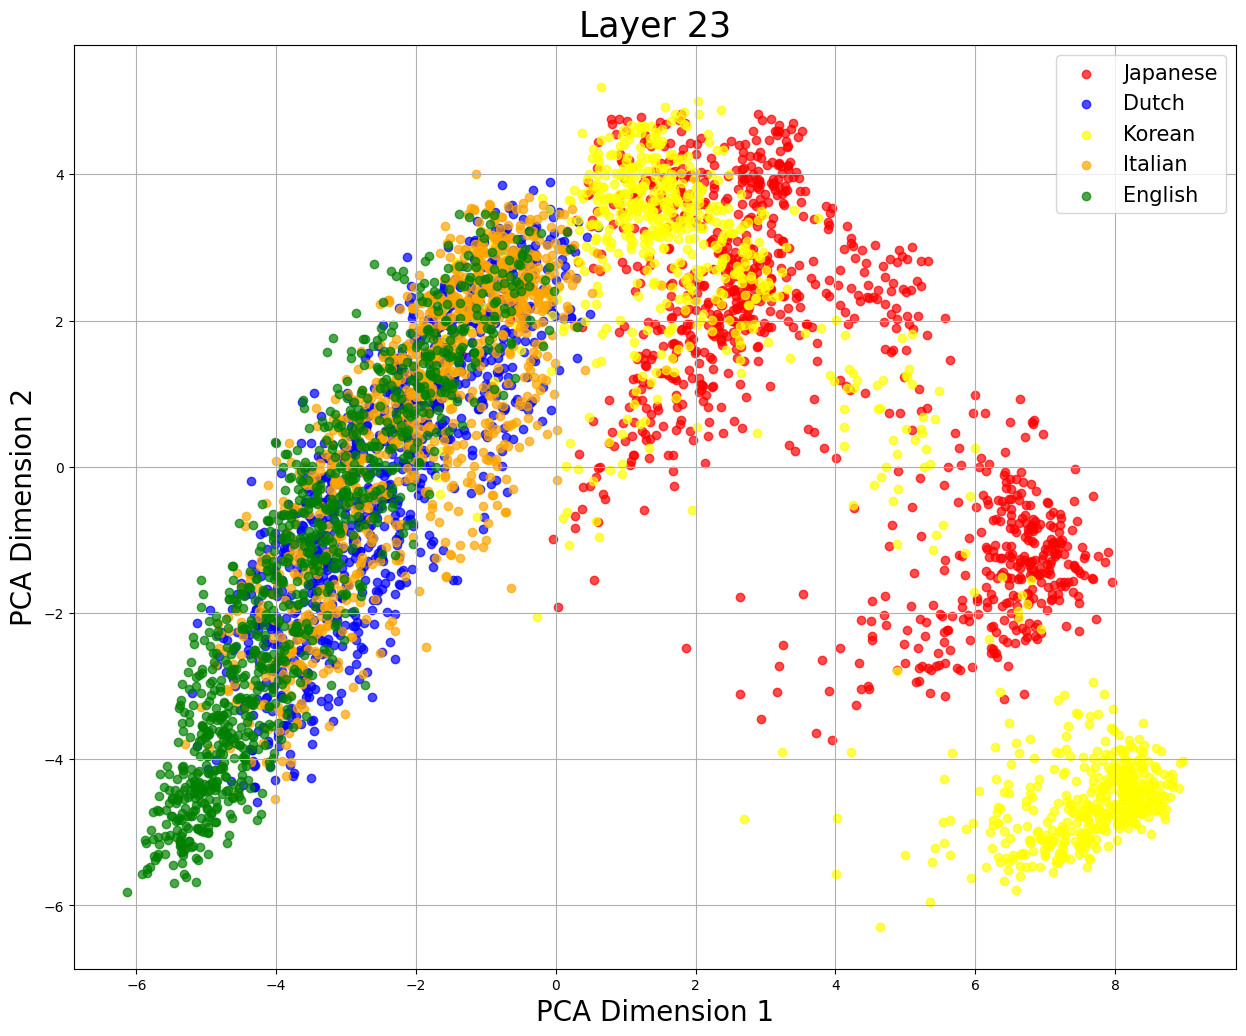 Layer 23
Japanese
Dutch
Korean
Italian
English
PCA Dimension 2
4
2
0
−2
−4
−6
−6
−4
−2
0
2
4
6
8
PCA Dimension 1